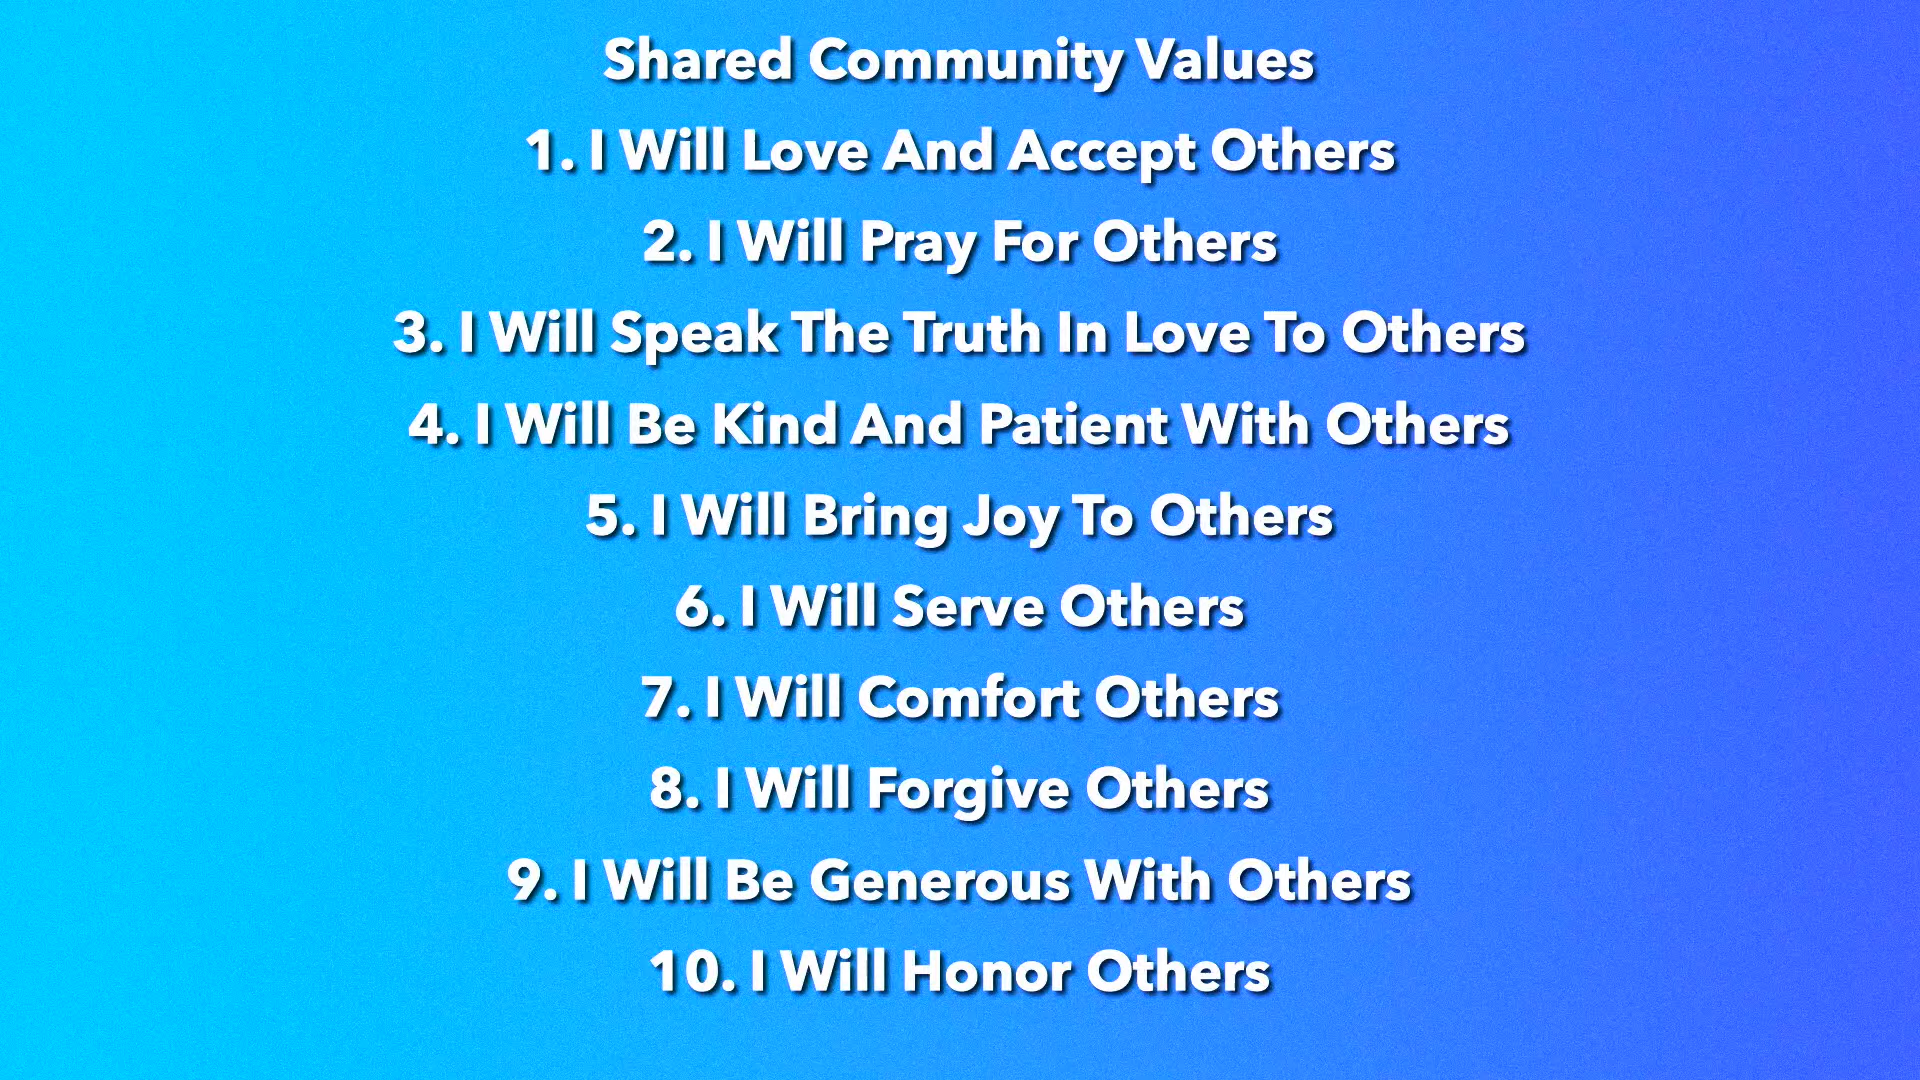 Shared Community Values
1. I Will Love And Accept Others
2. I Will Pray For Others
3. I Will Speak The Truth In Love To Others
4. I Will Be Kind And Patient With Others
5. I Will Bring Joy To Others
6. I Will Serve Others
7. I Will Comfort Others
8. I Will Forgive Others
9. I Will Be Generous With Others
10. I Will Honor Others